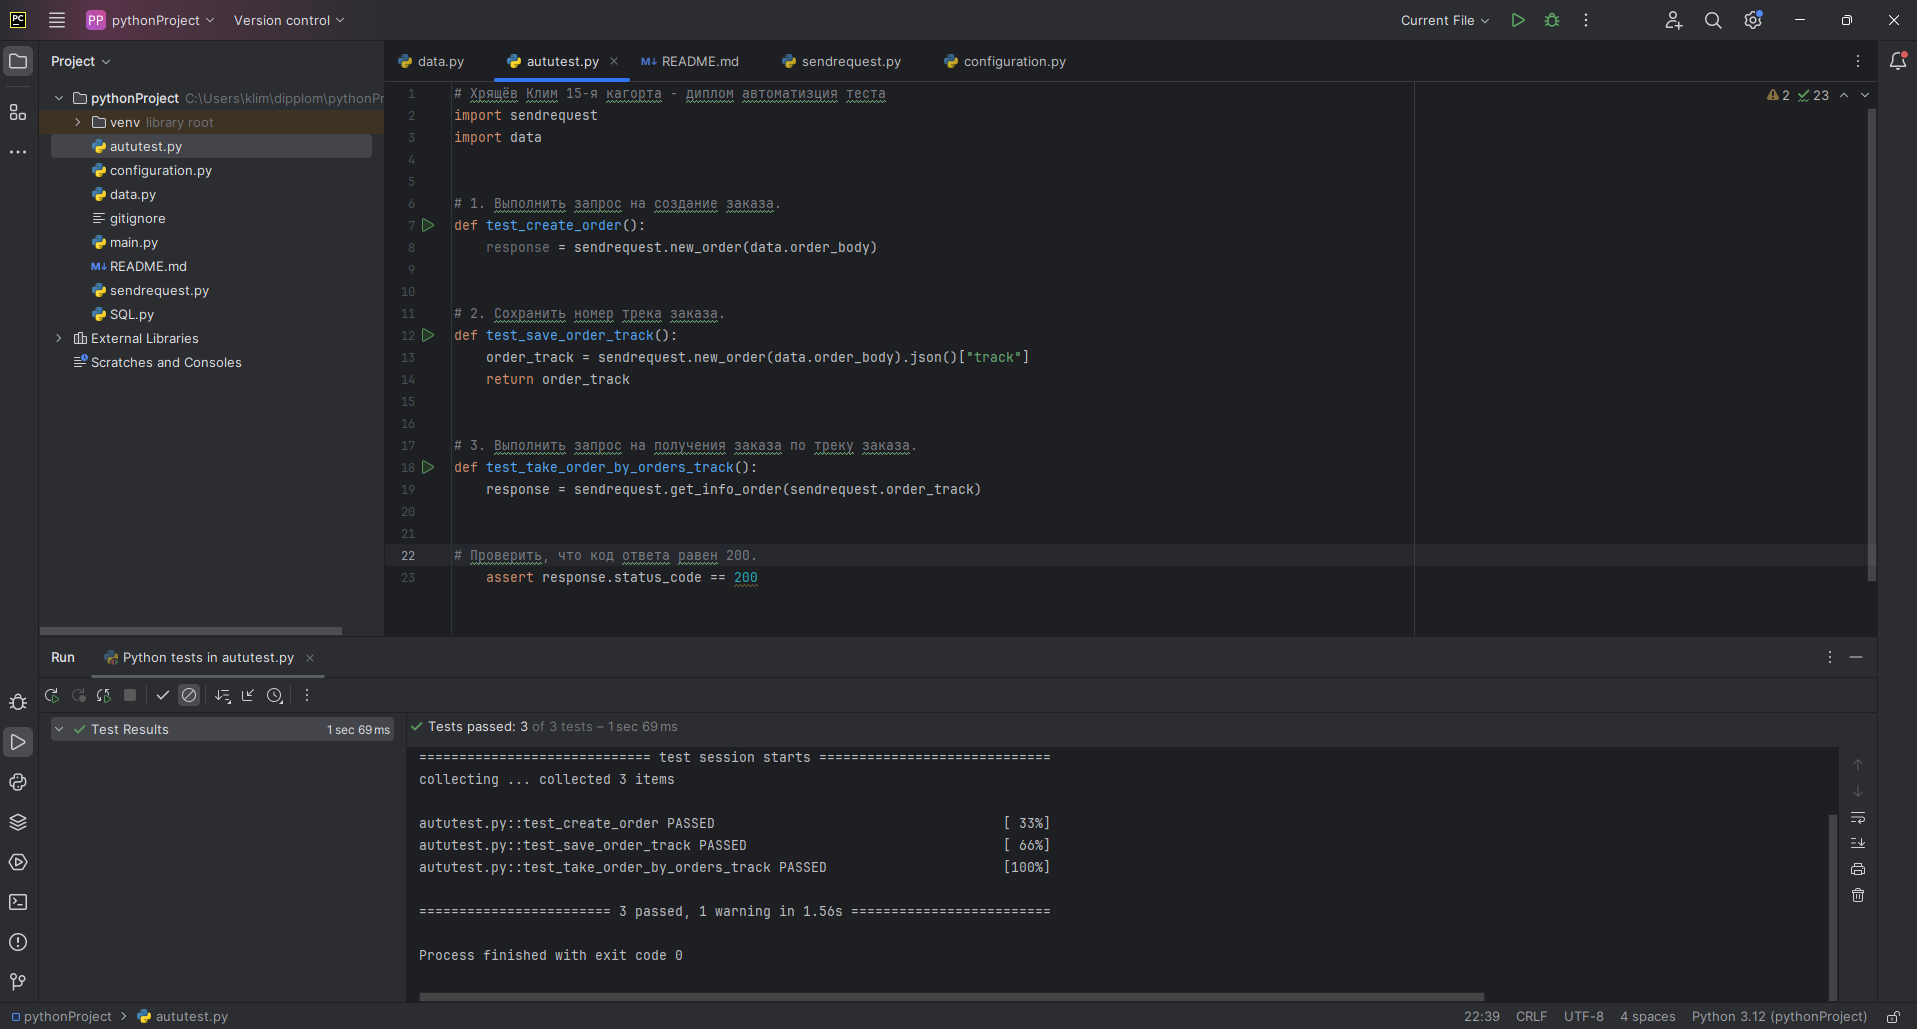 PC
PP pythonProject
Version control
Current File
Project
data.py
aututest.py
README.md
sendrequest.py
configuration.py
pythonProject C:\Users\klim\dipplom\pythonPr
venv library root
aututest.py
configuration.py
data.py
gitignore
main.py
M↓ README.md
sendrequest.py
SQL.py
External Libraries
Scratches and Consoles
2 23
1 # Хрящёв Клим 15-я кагорта - диплом автоматизция теста
2 import sendrequest
3 import data
4
5
6 # 1. Выполнить запрос на создание заказа.
7 def test_create_order():
8 response = sendrequest.new_order(data.order_body)
9
10
11 # 2. Сохранить номер трека заказа.
12 def test_save_order_track():
13 order_track = sendrequest.new_order(data.order_body).json()["track"]
14 return order_track
15
16
17 # 3. Выполнить запрос на получения заказа по треку заказа.
18 def test_take_order_by_orders_track():
19 response = sendrequest.get_info_order(sendrequest.order_track)
20
21
22 # Проверить, что код ответа равен 200.
23 assert response.status_code == 200
Run
Python tests in aututest.py
Test Results 1 sec 69 ms
Tests passed: 3 of 3 tests – 1 sec 69 ms
============================= test session starts =============================
collecting ... collected 3 items
aututest.py::test_create_order PASSED [ 33%]
aututest.py::test_save_order_track PASSED [ 66%]
aututest.py::test_take_order_by_orders_track PASSED [100%]
======================== 3 passed, 1 warning in 1.56s =========================
Process finished with exit code 0
pythonProject
aututest.py
22:39
CRLF
UTF-8
4 spaces
Python 3.12 (pythonProject)